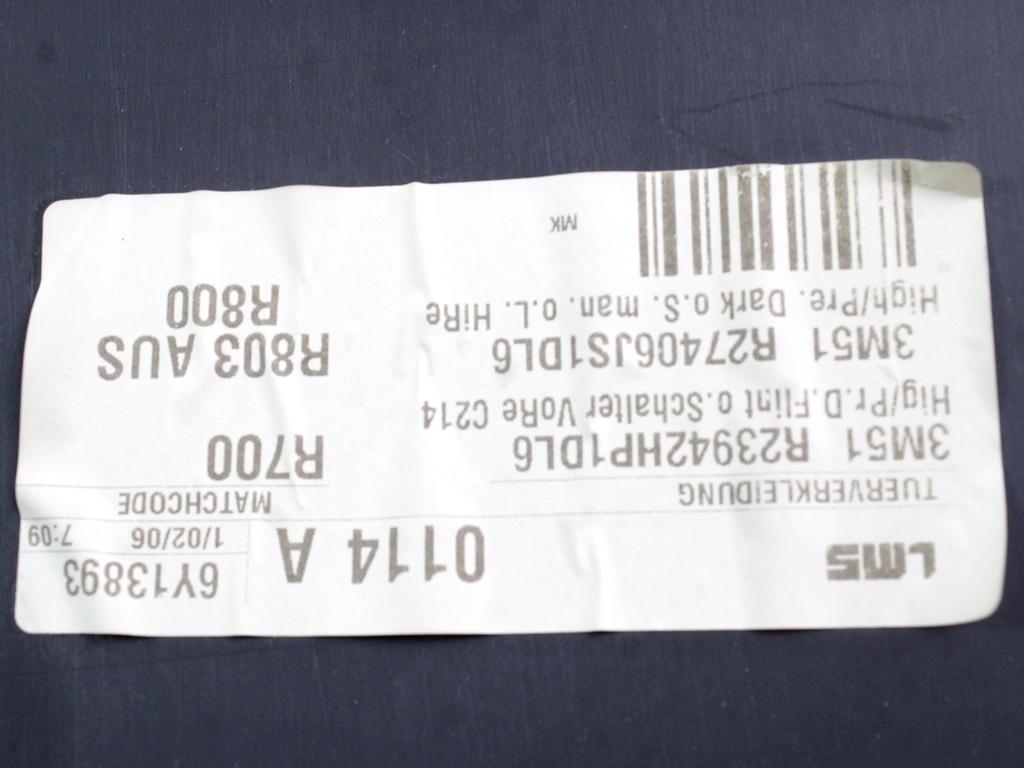 LMS
0114 A
6Y13893
1/02/06 7:09
TUERVERKLEIDUNG
MATCHCODE
3M51 R23942HP1DL6
R700
Hig/Pr.D.Flint o.Schalter VoRe C214
3M51 R27406JS1DL6
R803 AUS
High/Pre. Dark o.S. man. o.L. HiRe
R800
R800
MK